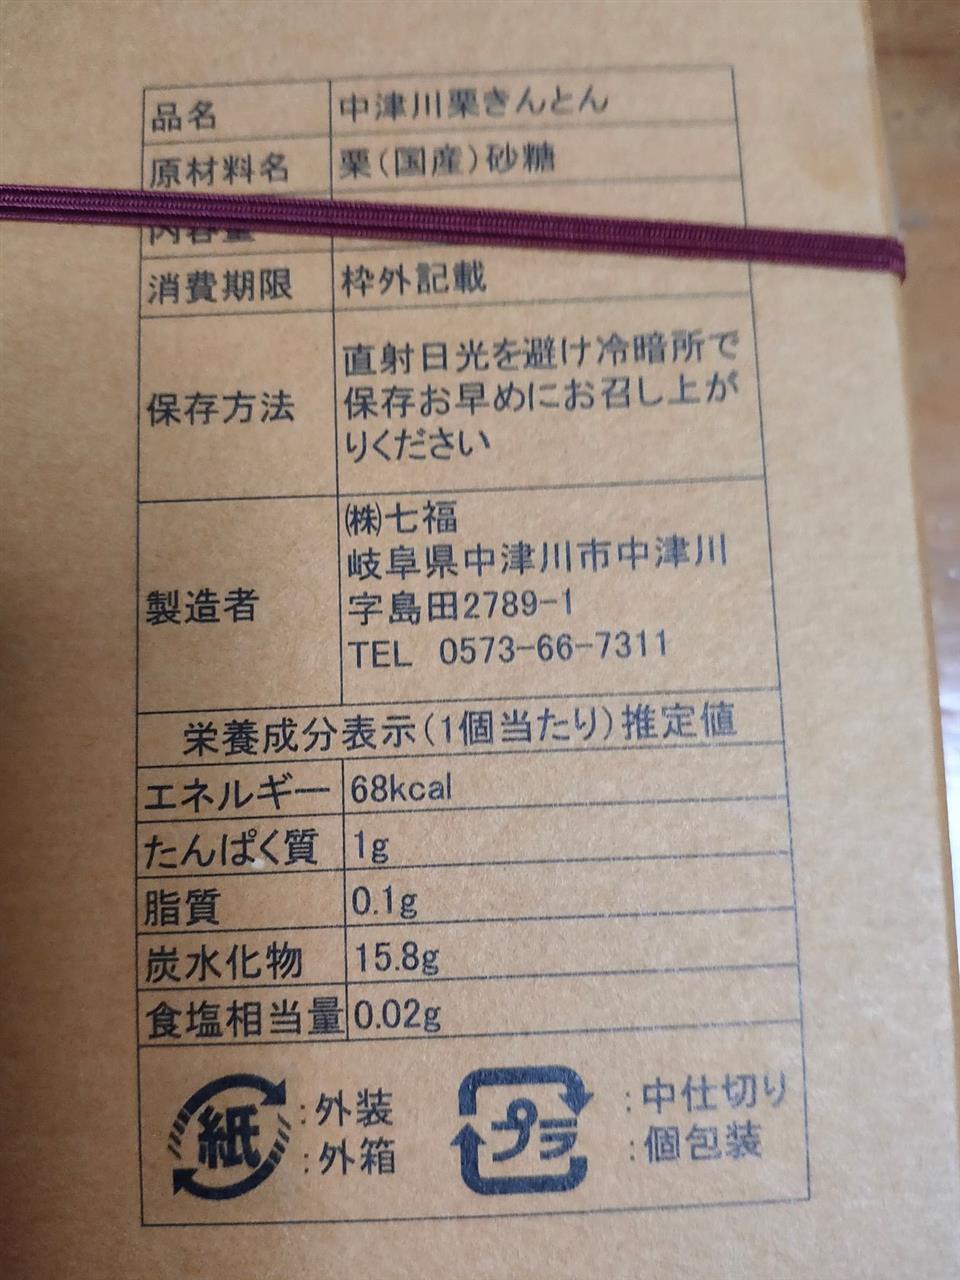 品名 中津川栗きんとん
原材料名 栗(国産)砂糖
内容量
消費期限 枠外記載
保存方法 直射日光を避け冷暗所で
保存お早めにお召し上が
りください
製造者 ㈱七福
岐阜県中津川市中津川
字島田2789-1
TEL 0573-66-7311
栄養成分表示(1個当たり)推定値
エネルギー 68kcal
たんぱく質 1g
脂質 0.1g
炭水化物 15.8g
食塩相当量 0.02g
紙 :外装
:外箱
プラ :中仕切り
:個包装